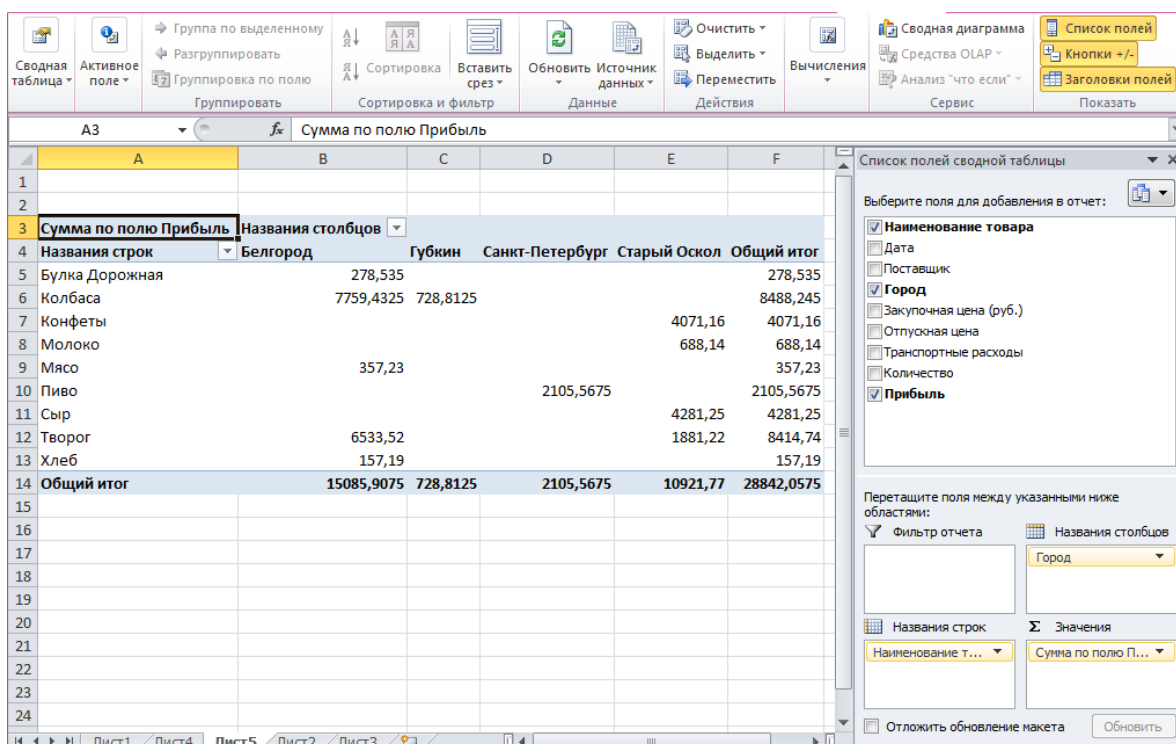 Сводная таблица
Активное поле
Группа по выделенному
Разгруппировать
Группировка по полю
Группировать
Сортировка
Вставить срез
Сортировка и фильтр
Обновить
Источник данных
Данные
Очистить
Выделить
Переместить
Действия
Вычисления
Сводная диаграмма
Средства OLAP
Анализ "что если"
Сервис
Список полей
Кнопки +/-
Заголовки полей
Показать
A3 fx Сумма по полю Прибыль
A B C D E F
1
2
3 Сумма по полю Прибыль Названия столбцов
4 Названия строк Белгород Губкин Санкт-Петербург Старый Оскол Общий итог
5 Булка Дорожная 278,535 278,535
6 Колбаса 7759,4325 728,8125 8488,245
7 Конфеты 4071,16 4071,16
8 Молоко 688,14 688,14
9 Мясо 357,23 357,23
10 Пиво 2105,5675 2105,5675
11 Сыр 4281,25 4281,25
12 Творог 6533,52 1881,22 8414,74
13 Хлеб 157,19 157,19
14 Общий итог 15085,9075 728,8125 2105,5675 10921,77 28842,0575
15
16
17
18
19
20
21
22
23
24
Лист1 Лист4 Лист5 Лист2 Лист3
Список полей сводной таблицы
Выберите поля для добавления в отчет:
Наименование товара
Дата
Поставщик
Город
Закупочная цена (руб.)
Отпускная цена
Транспортные расходы
Количество
Прибыль
Перетащите поля между указанными ниже
областями:
Фильтр отчета
Названия столбцов
Город
Названия строк
Σ Значения
Наименование т...
Сумма по полю П...
Отложить обновление макета
Обновить